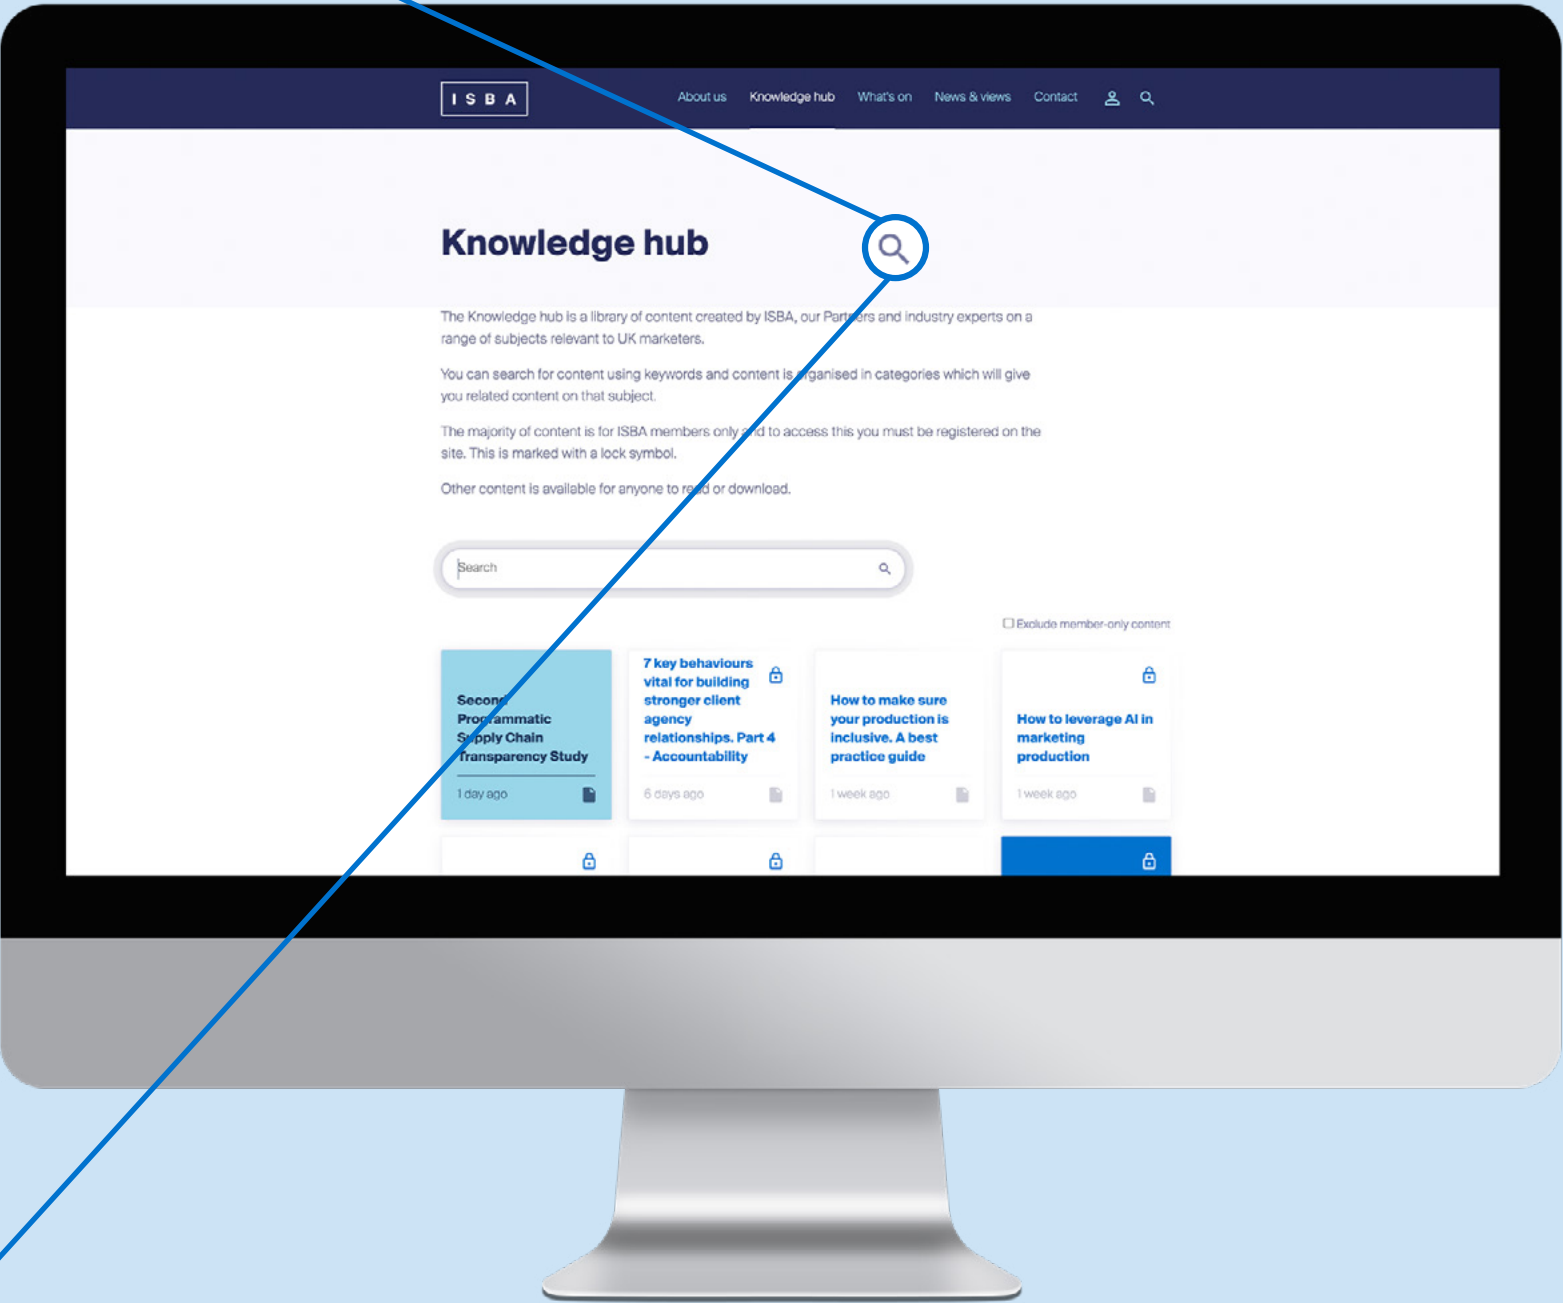 ISBA
About us Knowledge hub What's on News & views Contact
Knowledge hub
The Knowledge hub is a library of content created by ISBA, our Partners and industry experts on a
range of subjects relevant to UK marketers.
You can search for content using keywords and content is organised in categories which will give
you related content on that subject.
The majority of content is for ISBA members only and to access this you must be registered on the
site. This is marked with a lock symbol.
Other content is available for anyone to read or download.
Search
Exclude member-only content
Second
Programmatic
Supply Chain
Transparency Study
1 day ago
7 key behaviours
vital for building
stronger client
agency
relationships. Part 4
- Accountability
6 days ago
How to make sure
your production is
inclusive. A best
practice guide
1 week ago
How to leverage AI in
marketing
production
1 week ago